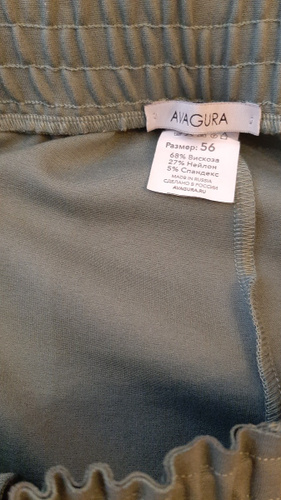 AVAGURA
Размер: 56
68% Вискоза
27% Нейлон
5% Спандекс
MADE IN RUSSIA
СДЕЛАНО В РОССИИ
AVAGURA.RU